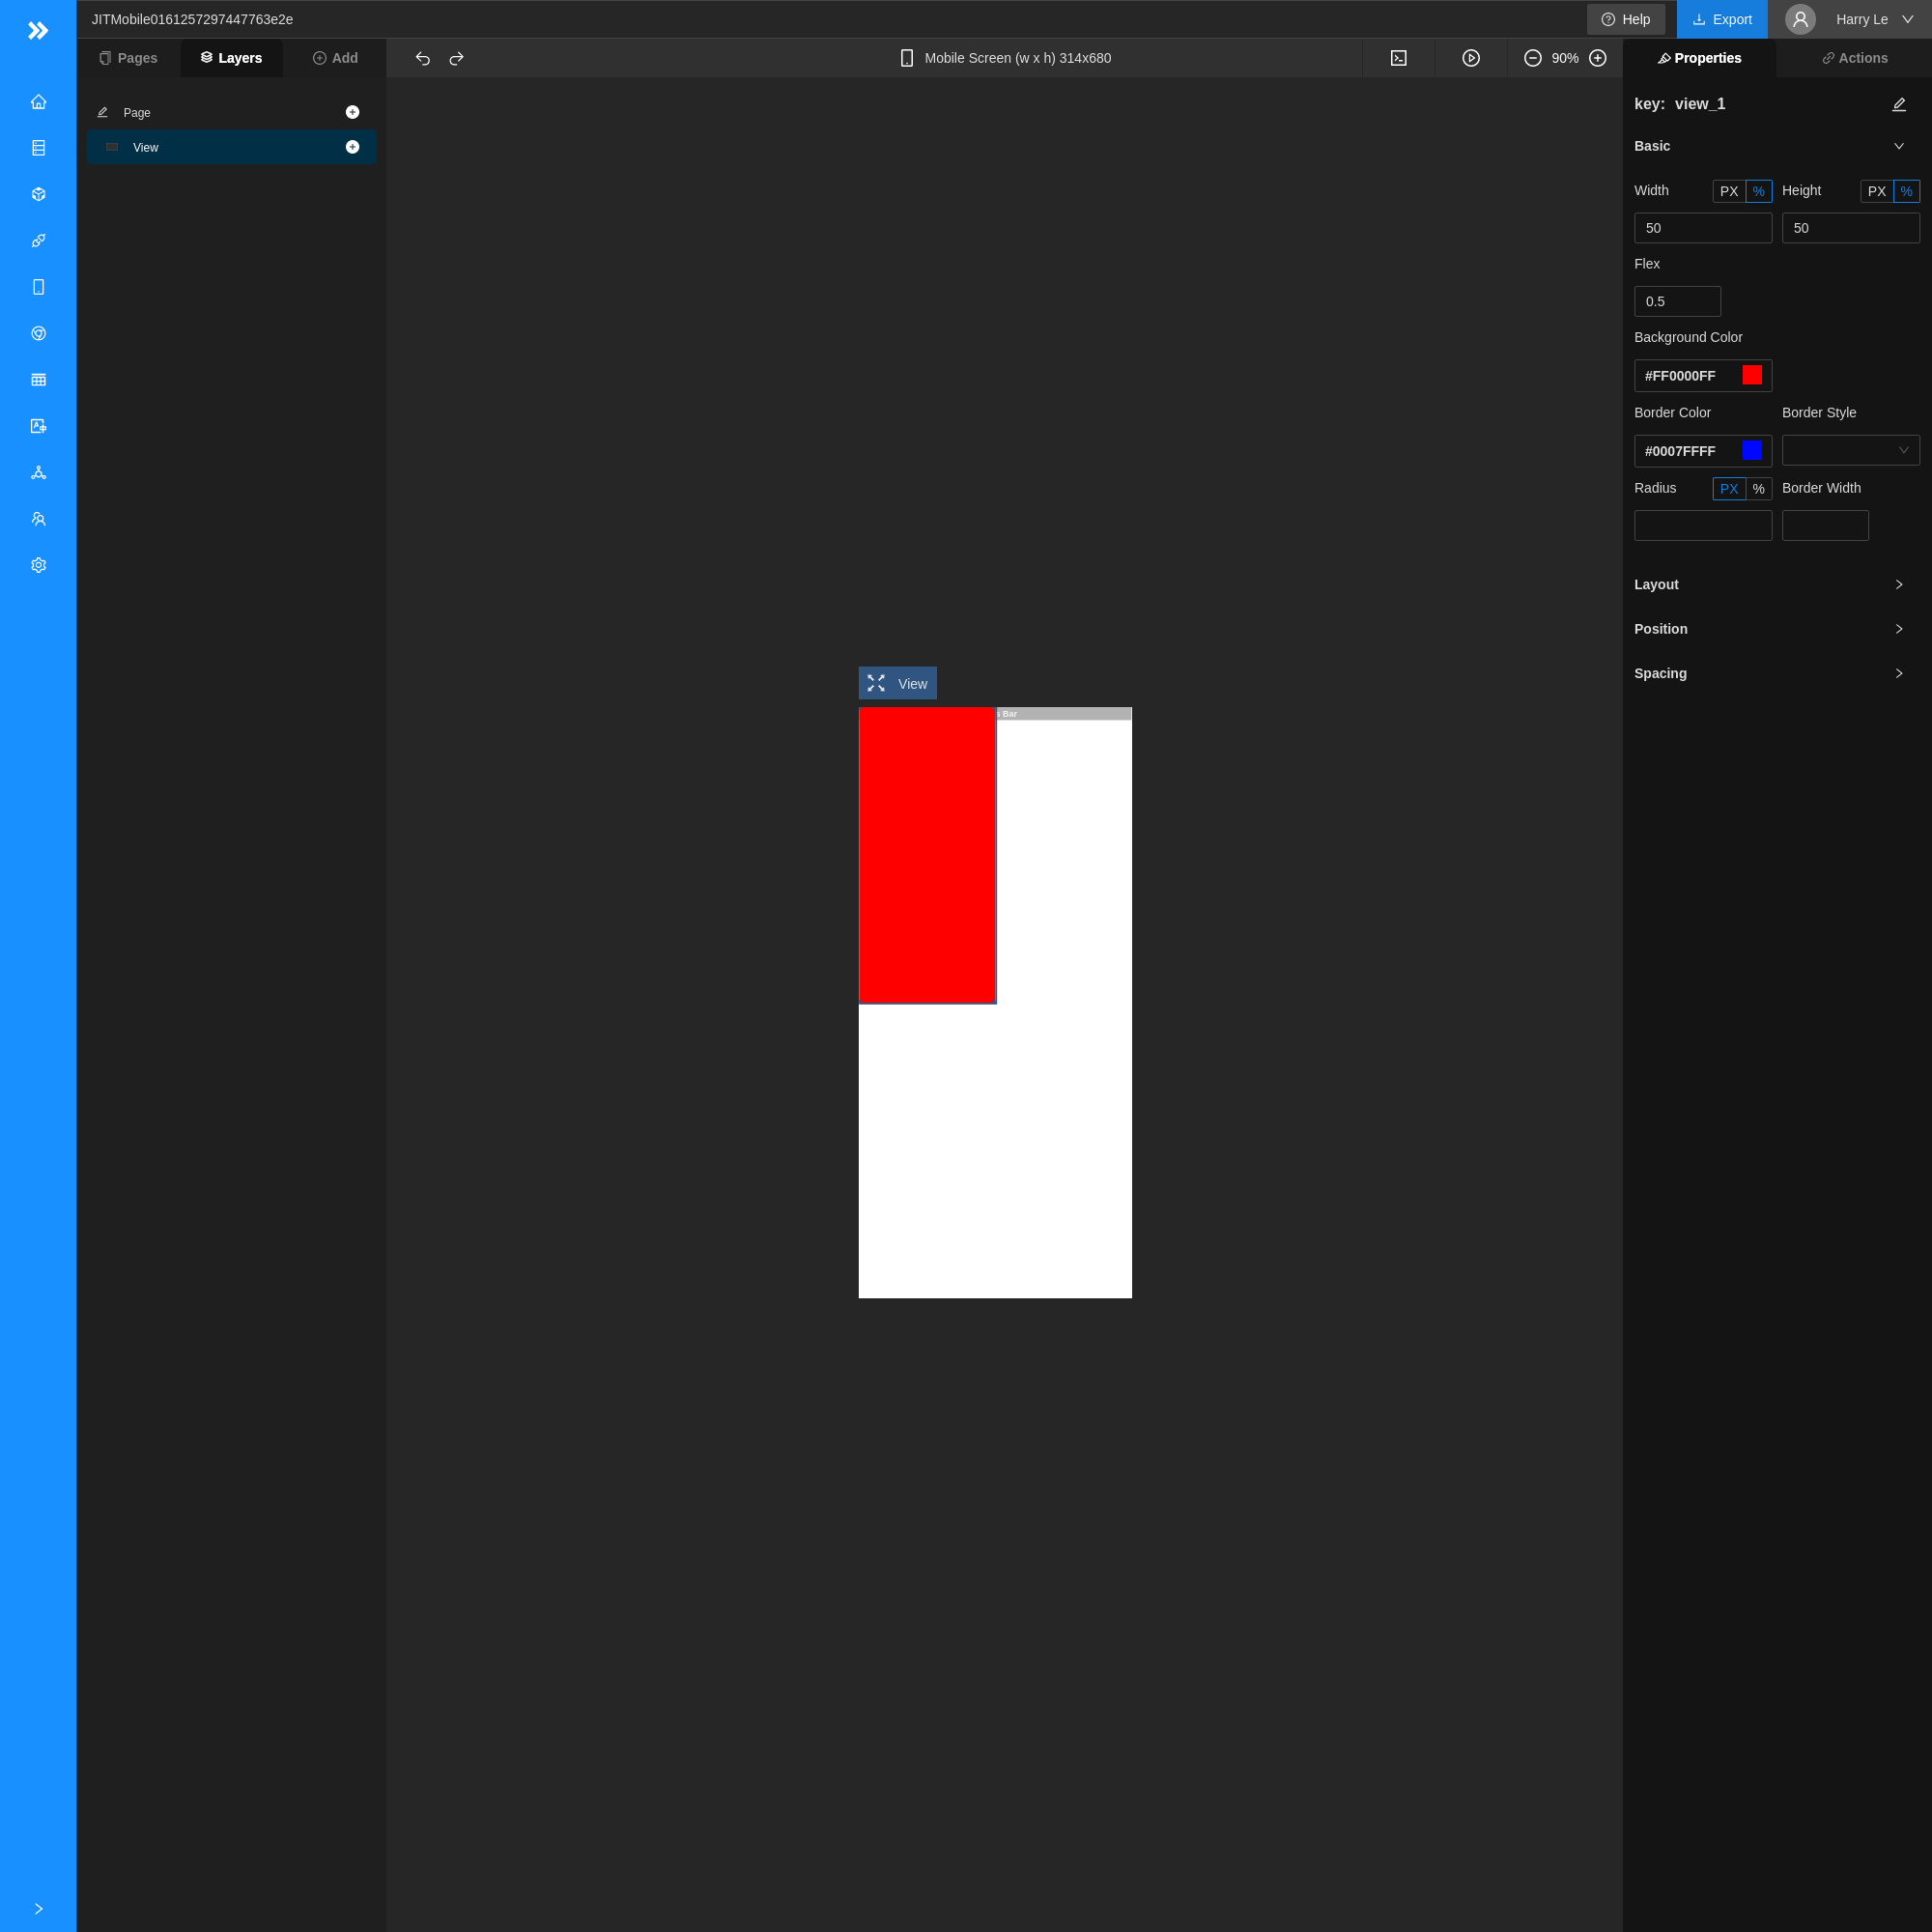 JITMobile0161257297447763e2e
Help
Export
Harry Le
Pages
Layers
Add
Mobile Screen (w x h) 314x680
90%
Properties
Actions
Page
View
key: view_1
Basic
Width PX % Height PX %
50 50
Flex
0.5
Background Color
#FF0000FF
Border Color Border Style
#0007FFFF
Radius PX % Border Width
Layout
Position
Spacing
View
s Bar